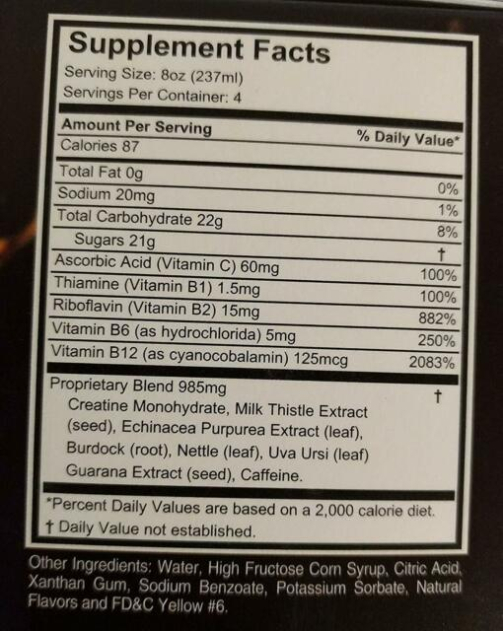 Supplement Facts
Serving Size: 8oz (237ml)
Servings Per Container: 4
Amount Per Serving % Daily Value*
Calories 87
Total Fat 0g 0%
Sodium 20mg 1%
Total Carbohydrate 22g 8%
Sugars 21g †
Ascorbic Acid (Vitamin C) 60mg 100%
Thiamine (Vitamin B1) 1.5mg 100%
Riboflavin (Vitamin B2) 15mg 882%
Vitamin B6 (as hydrochlorida) 5mg 250%
Vitamin B12 (as cyanocobalamin) 125mcg 2083%
Proprietary Blend 985mg †
Creatine Monohydrate, Milk Thistle Extract
(seed), Echinacea Purpurea Extract (leaf),
Burdock (root), Nettle (leaf), Uva Ursi (leaf)
Guarana Extract (seed), Caffeine.
*Percent Daily Values are based on a 2,000 calorie diet.
† Daily Value not established.
Other Ingredients: Water, High Fructose Corn Syrup, Citric Acid,
Xanthan Gum, Sodium Benzoate, Potassium Sorbate, Natural
Flavors and FD&C Yellow #6.